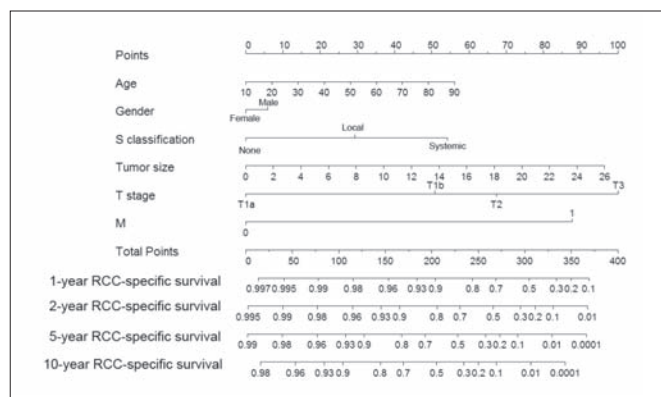 Points 0 10 20 30 40 50 60 70 80 90 100
Age
10 20 30 40 50 60 70 80 90
Male
Gender
Female
Local
S classification
None Systemic
Tumor size
0 2 4 6 8 10 12 14 16 18 20 22 24 26
T1b T3
T stage
T1a T2
1
M
0
Total Points
0 50 100 150 200 250 300 350 400
1-year RCC-specific survival
0.997 0.995 0.99 0.98 0.96 0.93 0.9 0.8 0.7 0.5 0.3 0.2 0.1
2-year RCC-specific survival
0.995 0.99 0.98 0.96 0.93 0.9 0.8 0.7 0.5 0.3 0.2 0.1 0.01
5-year RCC-specific survival
0.99 0.98 0.96 0.93 0.9 0.8 0.7 0.5 0.3 0.2 0.1 0.01 0.0001
10-year RCC-specific survival
0.98 0.96 0.93 0.9 0.8 0.7 0.5 0.3 0.2 0.1 0.01 0.0001